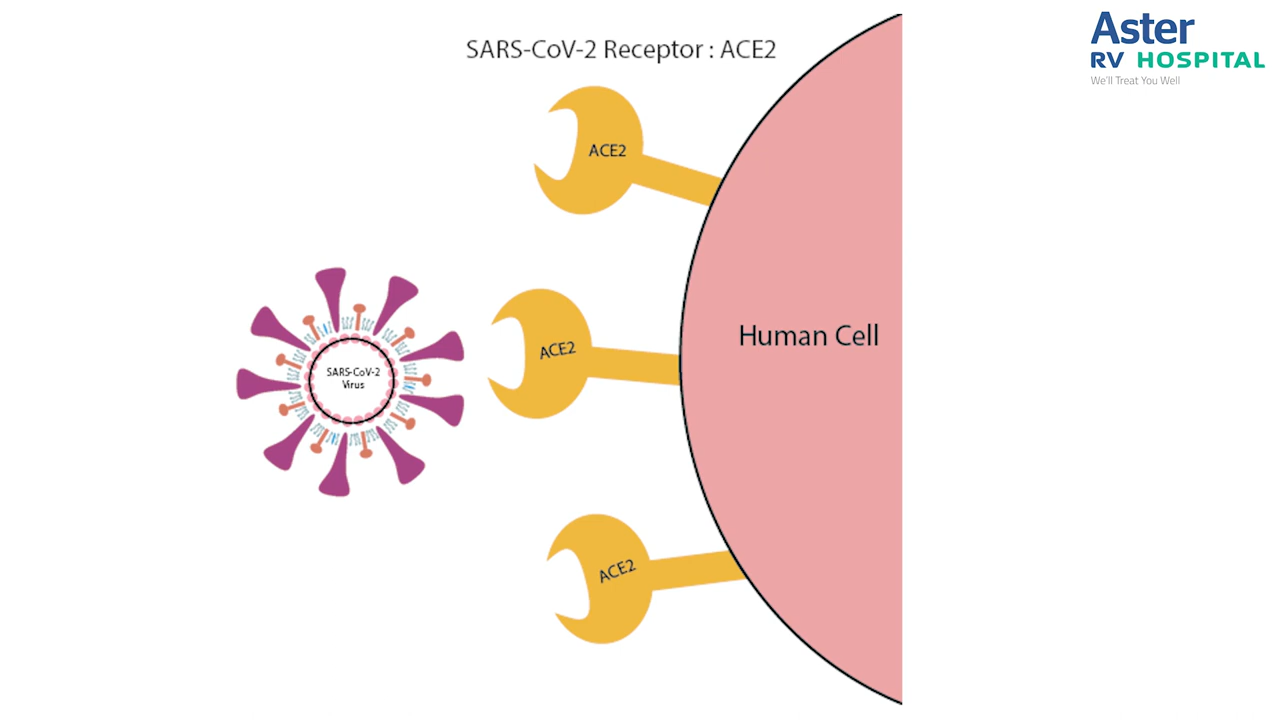 SARS-CoV-2 Receptor : ACE2
Aster
RV HOSPITAL
We'll Treat You Well
ACE2
ACE2
Human Cell
SARS-CoV-2
Virus
ACE2